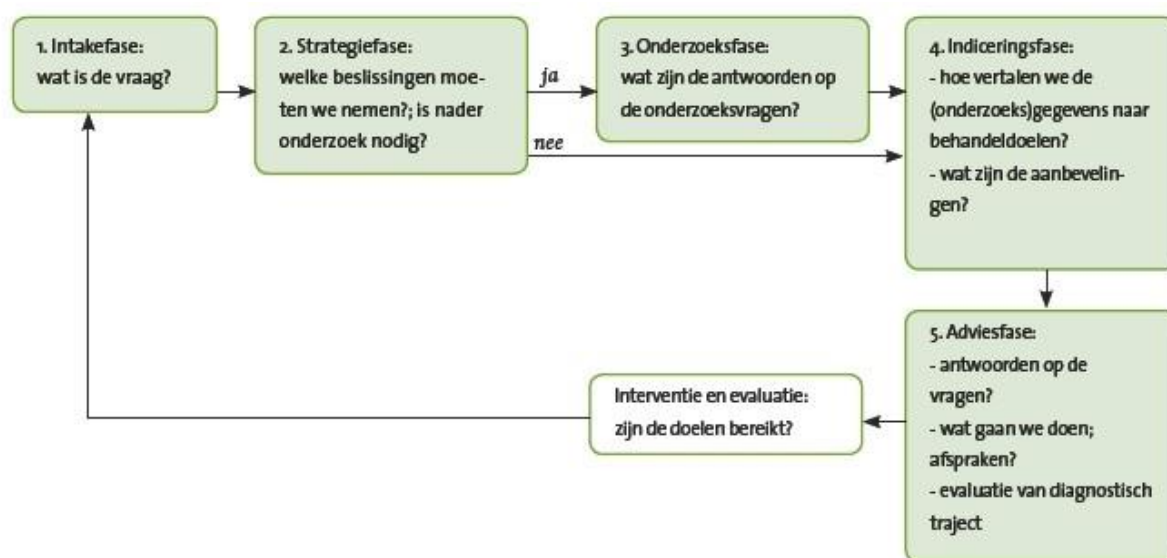 1. Intakefase:
wat is de vraag?
2. Strategiefase:
welke beslissingen moe-
ten we nemen?; is nader
onderzoek nodig?
ja
nee
3. Onderzoeksfase:
wat zijn de antwoorden op
de onderzoeksvragen?
4. Indiceringsfase:
- hoe vertalen we de
(onderzoeks)gegevens naar
behandeldoelen?
- wat zijn de aanbevelin-
gen?
5. Adviesfase:
- antwoorden op de
vragen?
- wat gaan we doen;
afspraken?
- evaluatie van diagnostisch
traject
Interventie en evaluatie:
zijn de doelen bereikt?